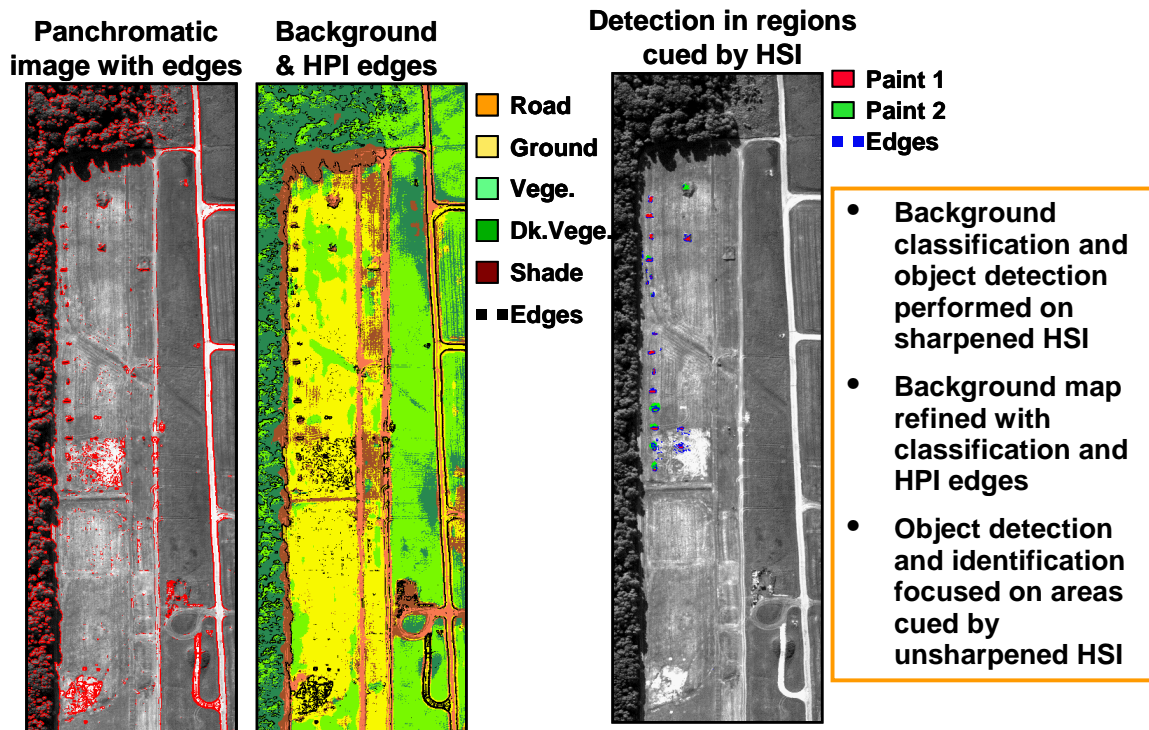 Panchromatic
image with edges
Background
& HPI edges
Road
Ground
Vege.
Dk.Vege.
Shade
Edges
Detection in regions
cued by HSI
Paint 1
Paint 2
Edges
• Background
classification and
object detection
performed on
sharpened HSI
• Background map
refined with
classification and
HPI edges
• Object detection
and identification
focused on areas
cued by
unsharpened HSI